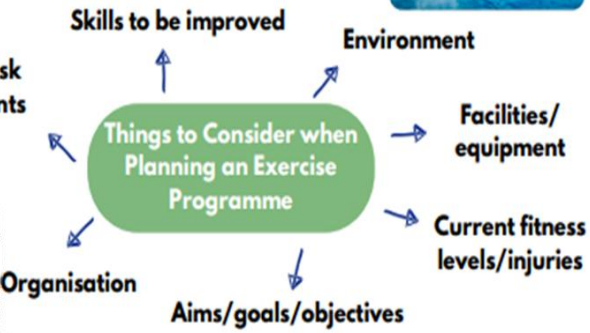 Skills to be improved
Environment
Things to Consider when
Planning an Exercise
Programme
Facilities/
equipment
Current fitness
levels/injuries
Organisation
Aims/goals/objectives